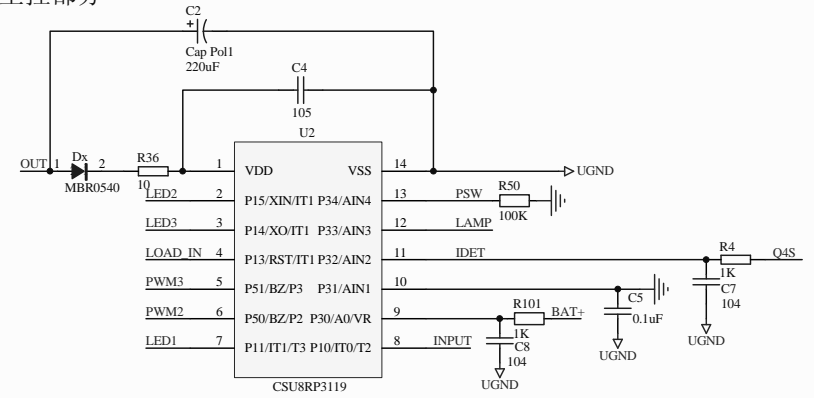 主控部分
C2
+
Cap Pol1
220uF
C4
105
U2
OUT 1 Dx 2 R36 1 VDD VSS 14 UGND
MBR0540 10
LED2 2 P15/XIN/IT1 P34/AIN4 13 PSW R50
100K
LED3 3 P14/XO/IT1 P33/AIN3 12 LAMP
LOAD_IN 4 P13/RST/IT1 P32/AIN2 11 IDET R4 Q4S
1K
PWM3 5 P51/BZ/P3 P31/AIN1 10 C5 C7
0.1uF 104
PWM2 6 P50/BZ/P2 P30/A0/VR 9 R101 BAT+
1K
LED1 7 P11/IT1/T3 P10/IT0/T2 8 INPUT C8
104
UGND UGND UGND
CSU8RP3119